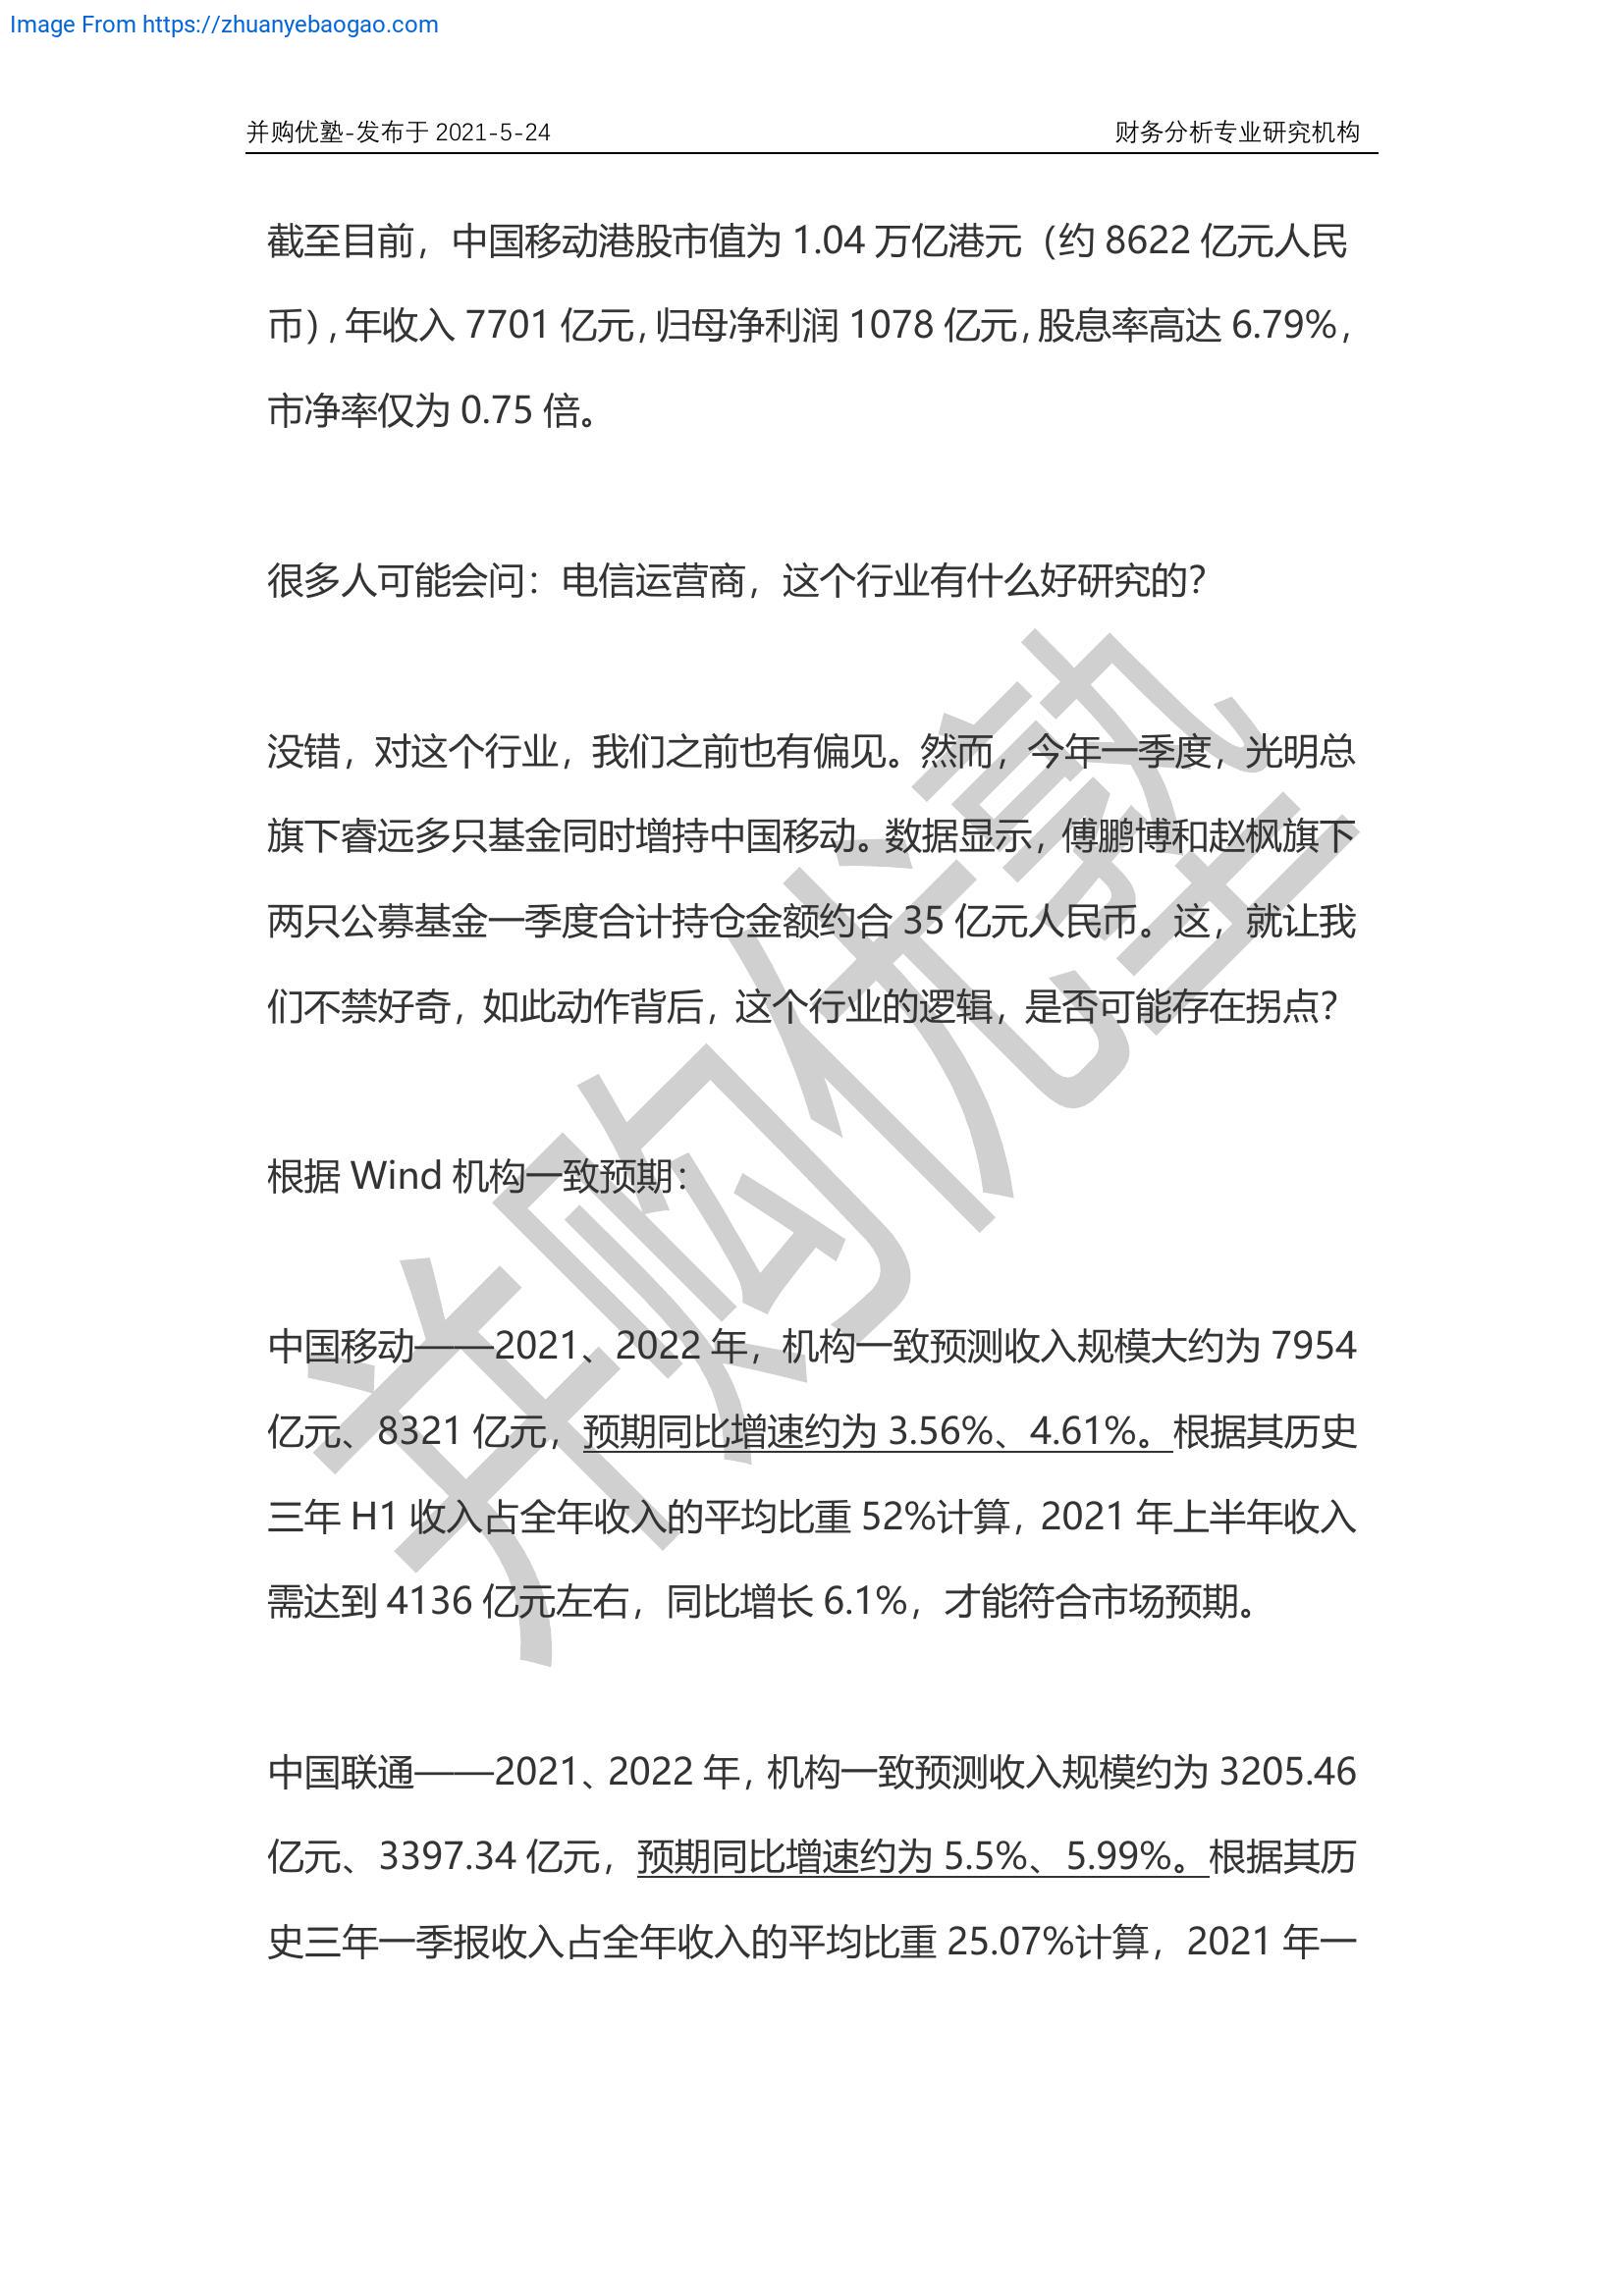 Image From https://zhuanyebaogao.com
并购优塾-发布于 2021-5-24 财务分析专业研究机构
截至目前，中国移动港股市值为 1.04 万亿港元（约 8622 亿元人民
币），年收入 7701 亿元，归母净利润 1078 亿元，股息率高达 6.79%，
市净率仅为 0.75 倍。
很多人可能会问：电信运营商，这个行业有什么好研究的？
没错，对这个行业，我们之前也有偏见。然而，今年一季度，光明总
旗下睿远多只基金同时增持中国移动。数据显示，傅鹏博和赵枫旗下
两只公募基金一季度合计持仓金额约合 35 亿元人民币。这，就让我
们不禁好奇，如此动作背后，这个行业的逻辑，是否可能存在拐点？
根据 Wind 机构一致预期：
中国移动——2021、2022 年，机构一致预测收入规模大约为 7954
亿元、8321 亿元，预期同比增速约为 3.56%、4.61%。根据其历史
三年 H1 收入占全年收入的平均比重 52%计算，2021 年上半年收入
需达到 4136 亿元左右，同比增长 6.1%，才能符合市场预期。
中国联通——2021、2022 年，机构一致预测收入规模约为 3205.46
亿元、3397.34 亿元，预期同比增速约为 5.5%、5.99%。根据其历
史三年一季报收入占全年收入的平均比重 25.07%计算，2021 年一
并购优塾